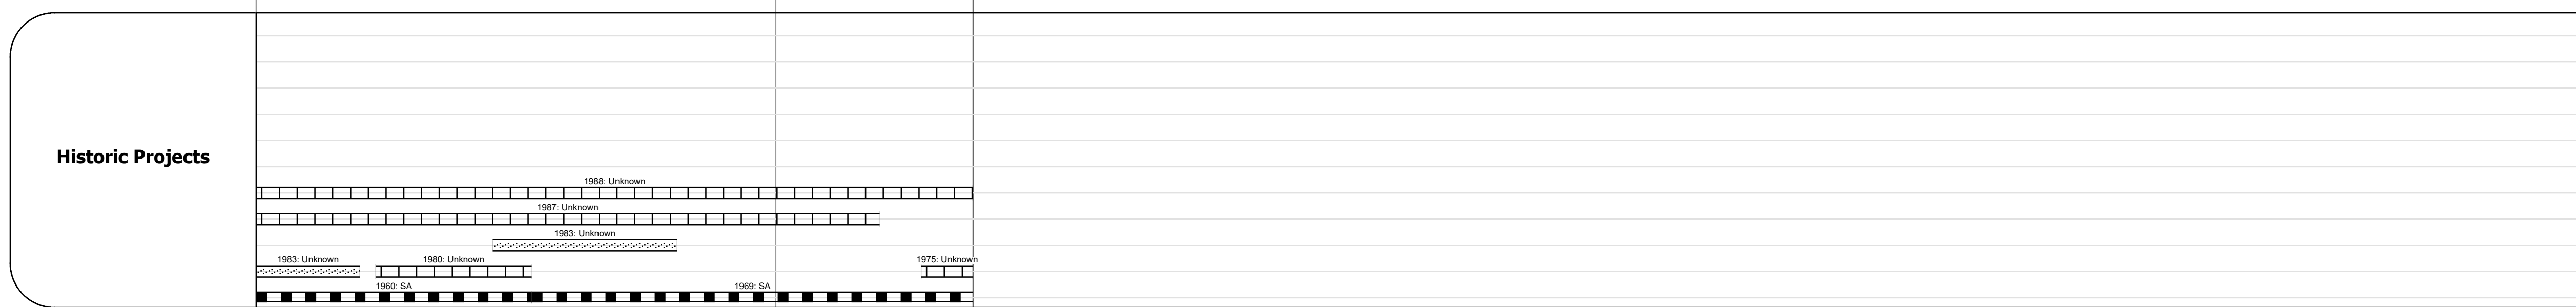 Historic Projects
1988: Unknown
1987: Unknown
1983: Unknown
1983: Unknown
1980: Unknown
1975: Unknown
1960: SA
1969: SA